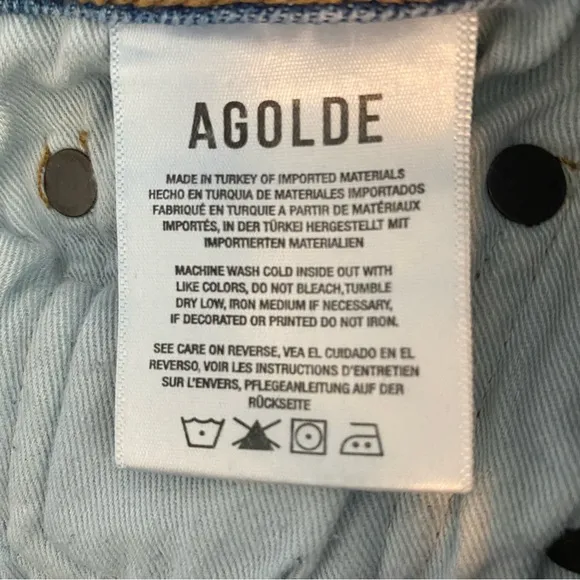 AGOLDE
MADE IN TURKEY OF IMPORTED MATERIALS
HECHO EN TURQUIA DE MATERIALES IMPORTADOS
FABRIQUÉ EN TURQUIE A PARTIR DE MATÉRIAUX
IMPORTÉS, IN DER TÜRKEI HERGESTELLT MIT
IMPORTIERTEN MATERIALIEN
MACHINE WASH COLD INSIDE OUT WITH
LIKE COLORS, DO NOT BLEACH,TUMBLE
DRY LOW, IRON MEDIUM IF NECESSARY,
IF DECORATED OR PRINTED DO NOT IRON.
SEE CARE ON REVERSE, VEA EL CUIDADO EN EL
REVERSO, VOIR LES INSTRUCTIONS D'ENTRETIEN
SUR L'ENVERS, PFLEGEANLEITUNG AUF DER
RÜCKSEITE